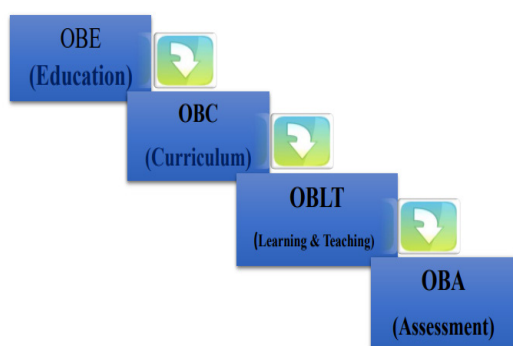 OBE
(Education)
OBC
(Curriculum)
OBLT
(Learning & Teaching)
OBA
(Assessment)